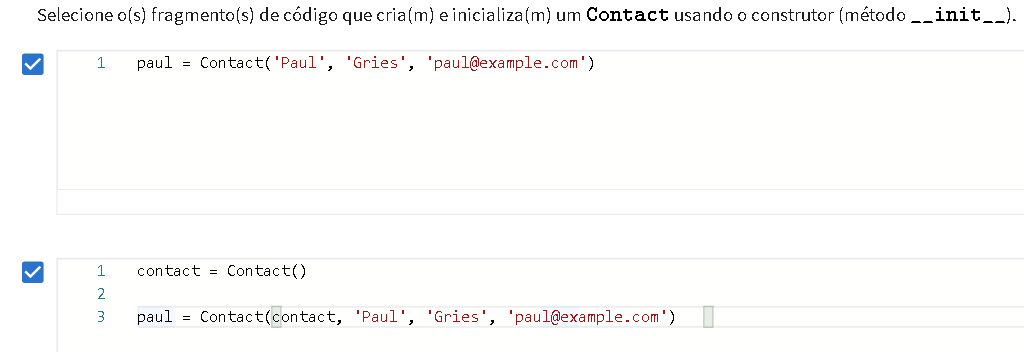 Selecione o(s) fragmento(s) de código que cria(m) e inicializa(m) um Contact usando o construtor (método __init__).
1 paul = Contact('Paul', 'Gries', 'paul@example.com')
1 contact = Contact()
2
3 paul = Contact(contact, 'Paul', 'Gries', 'paul@example.com')